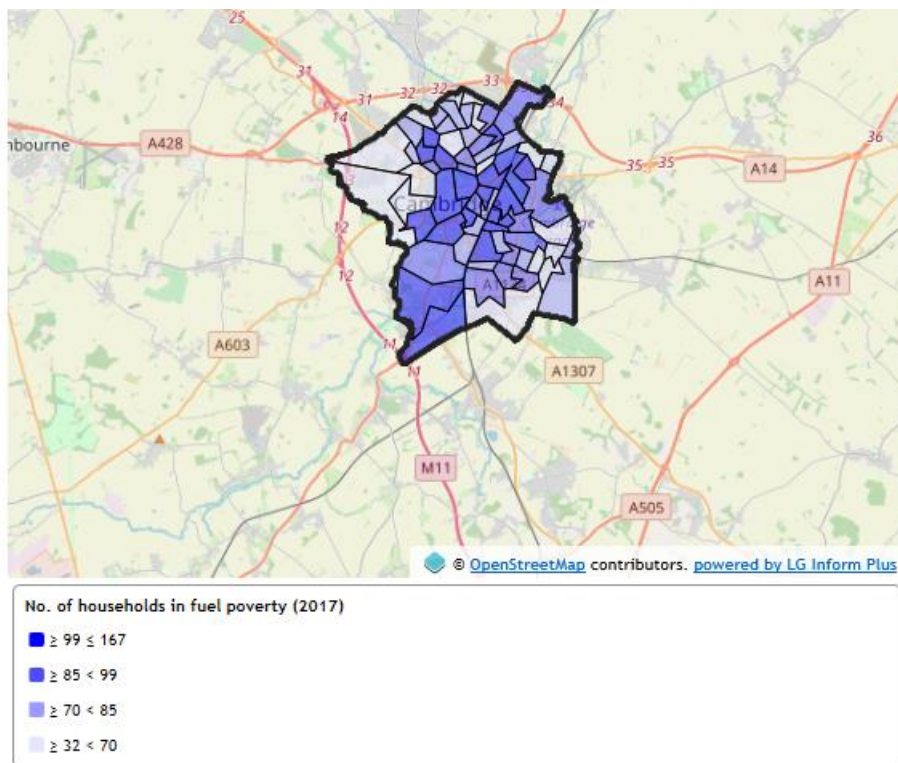 25
31
31
32
32
33
34
14
36
35
35
nbourne
A428
A14
Cambridge
12
12
A11
A603
11
11
A1307
M11
A505
© OpenStreetMap contributors. powered by LG Inform Plus
No. of households in fuel poverty (2017)
≥ 99 ≤ 167
≥ 85 < 99
≥ 70 < 85
≥ 32 < 70